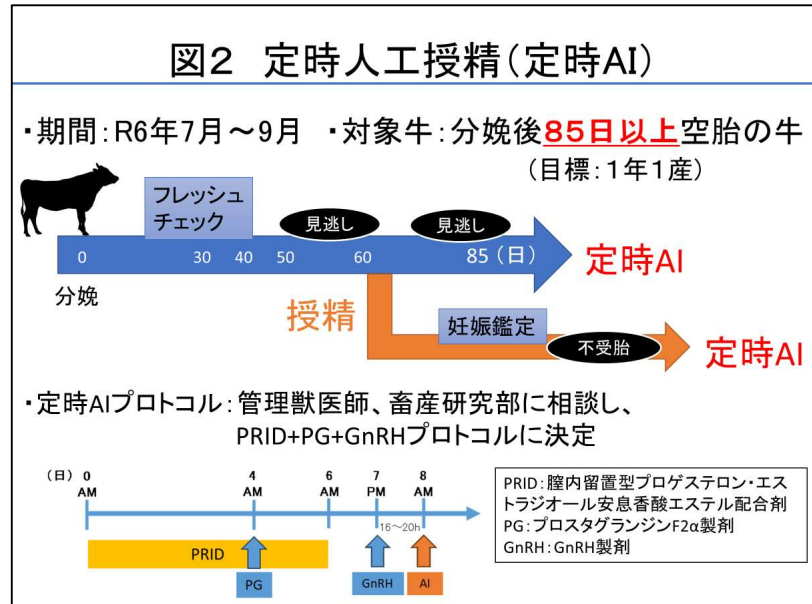 図2 定時人工授精(定時AI)
・期間：R6年7月～9月 ・対象牛：分娩後85日以上空胎の牛
(目標：1年1産)
フレッシュ
チェック
見逃し
見逃し
0 30 40 50 60 85(日)
定時AI
分娩
授精
妊娠鑑定
不受胎
定時AI
・定時AIプロトコル：管理獣医師、畜産研究部に相談し、
PRID+PG+GnRHプロトコルに決定
(日) 0 4 6 7 8
AM AM AM PM AM
16～20h
PRID
PG
GnRH
AI
PRID：膣内留置型プロゲステロン・エス
トラジオール安息香酸エステル配合剤
PG：プロスタグランジンF2α製剤
GnRH：GnRH製剤